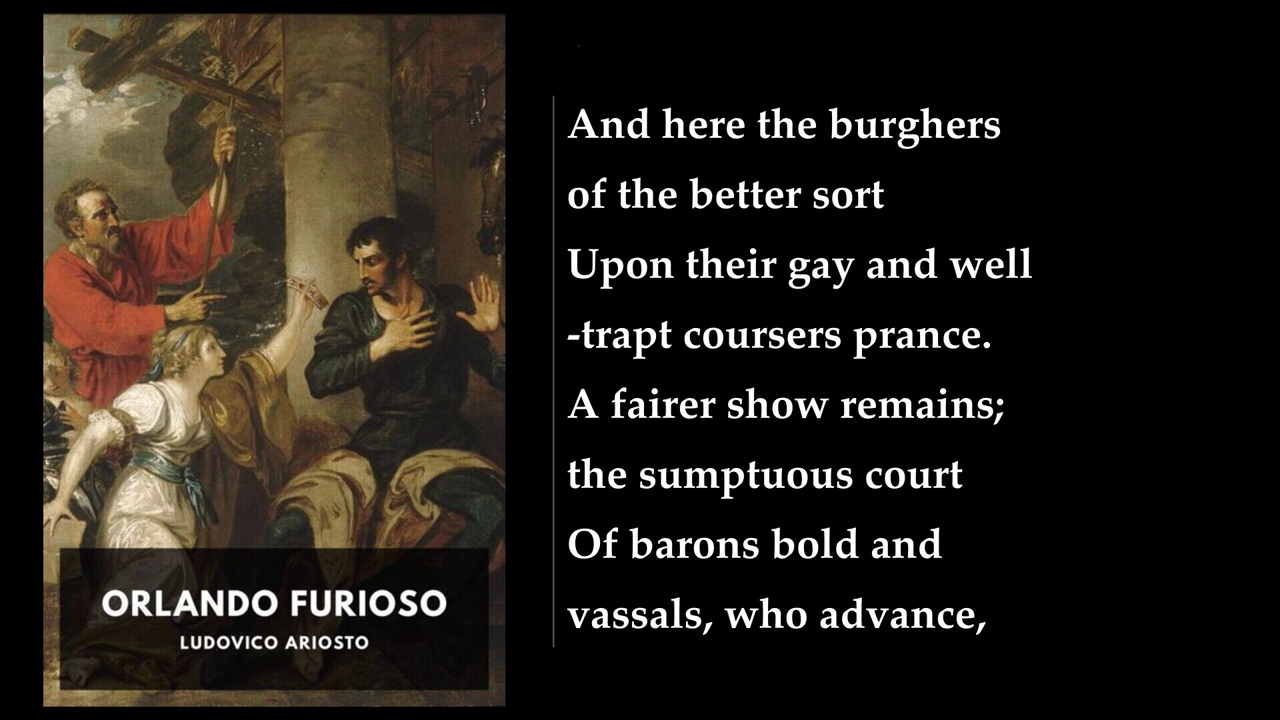 ORLANDO FURIOSO
LUDOVICO ARIOSTO
And here the burghers
of the better sort
Upon their gay and well
-trapt coursers prance.
A fairer show remains;
the sumptuous court
Of barons bold and
vassals, who advance,